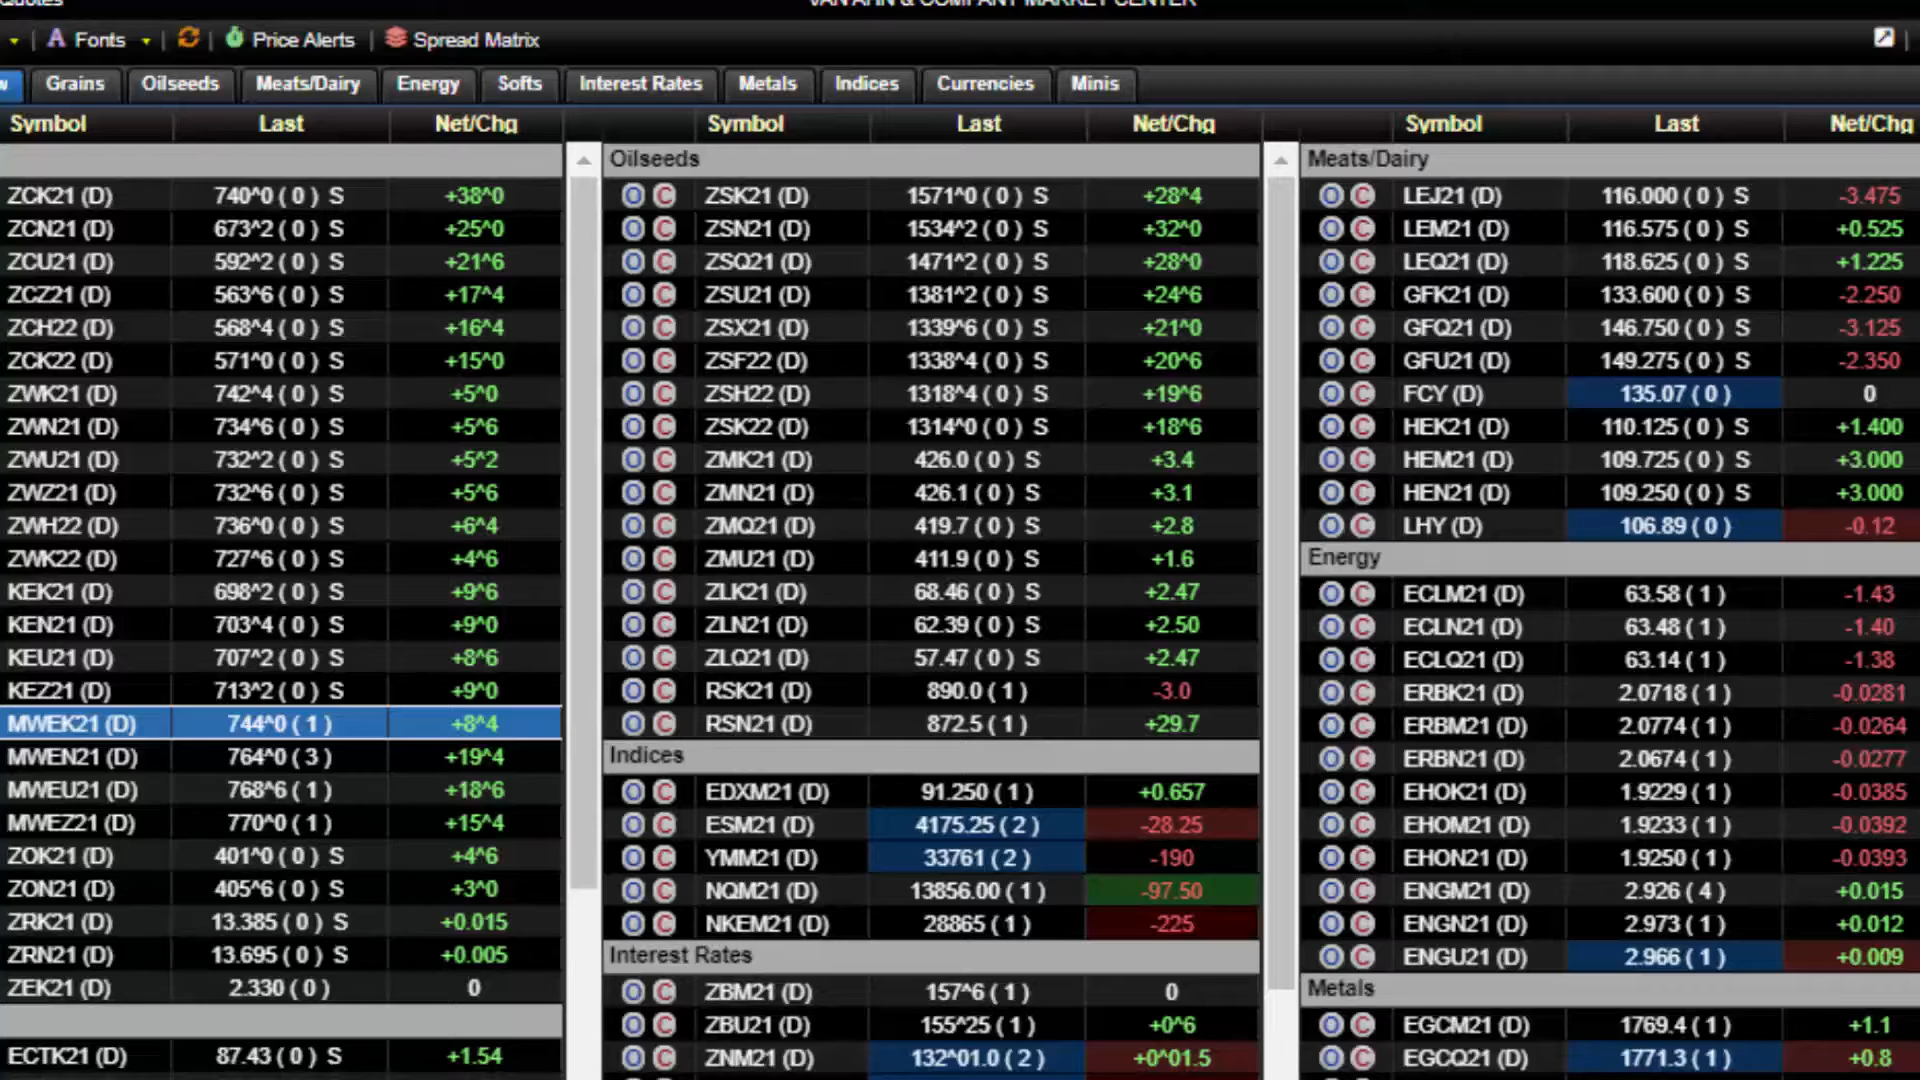 Quotes VAN AHN & COMPANY MARKET CENTER
Fonts Price Alerts Spread Matrix
w Grains Oilseeds Meats/Dairy Energy Softs Interest Rates Metals Indices Currencies Minis
Symbol Last Net/Chg Symbol Last Net/Chg Symbol Last Net/Chg
ZCK21 (D) 740^0 ( 0 ) S +38^0
ZCN21 (D) 673^2 ( 0 ) S +25^0
ZCU21 (D) 592^2 ( 0 ) S +21^6
ZCZ21 (D) 563^6 ( 0 ) S +17^4
ZCH22 (D) 568^4 ( 0 ) S +16^4
ZCK22 (D) 571^0 ( 0 ) S +15^0
ZWK21 (D) 742^4 ( 0 ) S +5^0
ZWN21 (D) 734^6 ( 0 ) S +5^6
ZWU21 (D) 732^2 ( 0 ) S +5^2
ZWZ21 (D) 732^6 ( 0 ) S +5^6
ZWH22 (D) 736^0 ( 0 ) S +6^4
ZWK22 (D) 727^6 ( 0 ) S +4^6
KEK21 (D) 698^2 ( 0 ) S +9^6
KEN21 (D) 703^4 ( 0 ) S +9^0
KEU21 (D) 707^2 ( 0 ) S +8^6
KEZ21 (D) 713^2 ( 0 ) S +9^0
MWEK21 (D) 744^0 ( 1 ) +8^4
MWEN21 (D) 764^0 ( 3 ) +19^4
MWEU21 (D) 768^6 ( 1 ) +18^6
MWEZ21 (D) 770^0 ( 1 ) +15^4
ZOK21 (D) 401^0 ( 0 ) S +4^6
ZON21 (D) 405^6 ( 0 ) S +3^0
ZRK21 (D) 13.385 ( 0 ) S +0.015
ZRN21 (D) 13.695 ( 0 ) S +0.005
ZEK21 (D) 2.330 ( 0 ) 0
ECTK21 (D) 87.43 ( 0 ) S +1.54
Oilseeds
O C ZSK21 (D) 1571^0 ( 0 ) S +28^4
O C ZSN21 (D) 1534^2 ( 0 ) S +32^0
O C ZSQ21 (D) 1471^2 ( 0 ) S +28^0
O C ZSU21 (D) 1381^2 ( 0 ) S +24^6
O C ZSX21 (D) 1339^6 ( 0 ) S +21^0
O C ZSF22 (D) 1338^4 ( 0 ) S +20^6
O C ZSH22 (D) 1318^4 ( 0 ) S +19^6
O C ZSK22 (D) 1314^0 ( 0 ) S +18^6
O C ZMK21 (D) 426.0 ( 0 ) S +3.4
O C ZMN21 (D) 426.1 ( 0 ) S +3.1
O C ZMQ21 (D) 419.7 ( 0 ) S +2.8
O C ZMU21 (D) 411.9 ( 0 ) S +1.6
O C ZLK21 (D) 68.46 ( 0 ) S +2.47
O C ZLN21 (D) 62.39 ( 0 ) S +2.50
O C ZLQ21 (D) 57.47 ( 0 ) S +2.47
O C RSK21 (D) 890.0 ( 1 ) -3.0
O C RSN21 (D) 872.5 ( 1 ) +29.7
Indices
O C EDXM21 (D) 91.250 ( 1 ) +0.657
O C ESM21 (D) 4175.25 ( 2 ) -28.25
O C YMM21 (D) 33761 ( 2 ) -190
O C NQM21 (D) 13856.00 ( 1 ) -97.50
O C NKEM21 (D) 28865 ( 1 ) -225
Interest Rates
O C ZBM21 (D) 157^6 ( 1 ) 0
O C ZBU21 (D) 155^25 ( 1 ) +0^6
O C ZNM21 (D) 132^01.0 ( 2 ) +0^01.5
Meats/Dairy
O C LEJ21 (D) 116.000 ( 0 ) S -3.475
O C LEM21 (D) 116.575 ( 0 ) S +0.525
O C LEQ21 (D) 118.625 ( 0 ) S +1.225
O C GFK21 (D) 133.600 ( 0 ) S -2.250
O C GFQ21 (D) 146.750 ( 0 ) S -3.125
O C GFU21 (D) 149.275 ( 0 ) S -2.350
O C FCY (D) 135.07 ( 0 ) 0
O C HEK21 (D) 110.125 ( 0 ) S +1.400
O C HEM21 (D) 109.725 ( 0 ) S +3.000
O C HEN21 (D) 109.250 ( 0 ) S +3.000
O C LHY (D) 106.89 ( 0 ) -0.12
Energy
O C ECLM21 (D) 63.58 ( 1 ) -1.43
O C ECLN21 (D) 63.48 ( 1 ) -1.40
O C ECLQ21 (D) 63.14 ( 1 ) -1.38
O C ERBK21 (D) 2.0718 ( 1 ) -0.0281
O C ERBM21 (D) 2.0774 ( 1 ) -0.0264
O C ERBN21 (D) 2.0674 ( 1 ) -0.0277
O C EHOK21 (D) 1.9229 ( 1 ) -0.0385
O C EHOM21 (D) 1.9233 ( 1 ) -0.0392
O C EHON21 (D) 1.9250 ( 1 ) -0.0393
O C ENGM21 (D) 2.926 ( 4 ) +0.015
O C ENGN21 (D) 2.973 ( 1 ) +0.012
O C ENGU21 (D) 2.966 ( 1 ) +0.009
Metals
O C EGCM21 (D) 1769.4 ( 1 ) +1.1
O C EGCQ21 (D) 1771.3 ( 1 ) +0.8